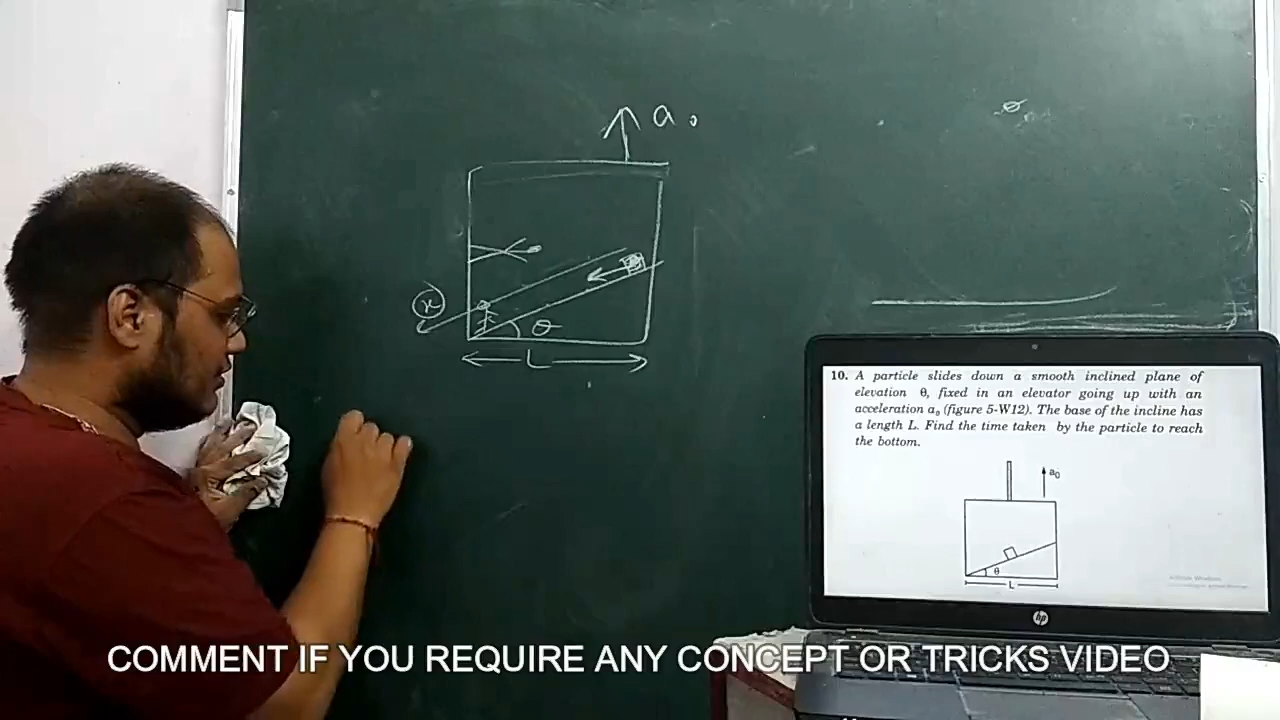 a₀
x
θ
L
10. A particle slides down a smooth inclined plane of
elevation θ, fixed in an elevator going up with an
acceleration a₀ (figure 5-W12). The base of the incline has
a length L. Find the time taken by the particle to reach
the bottom.
a₀
θ
L
hp
COMMENT IF YOU REQUIRE ANY CONCEPT OR TRICKS VIDEO